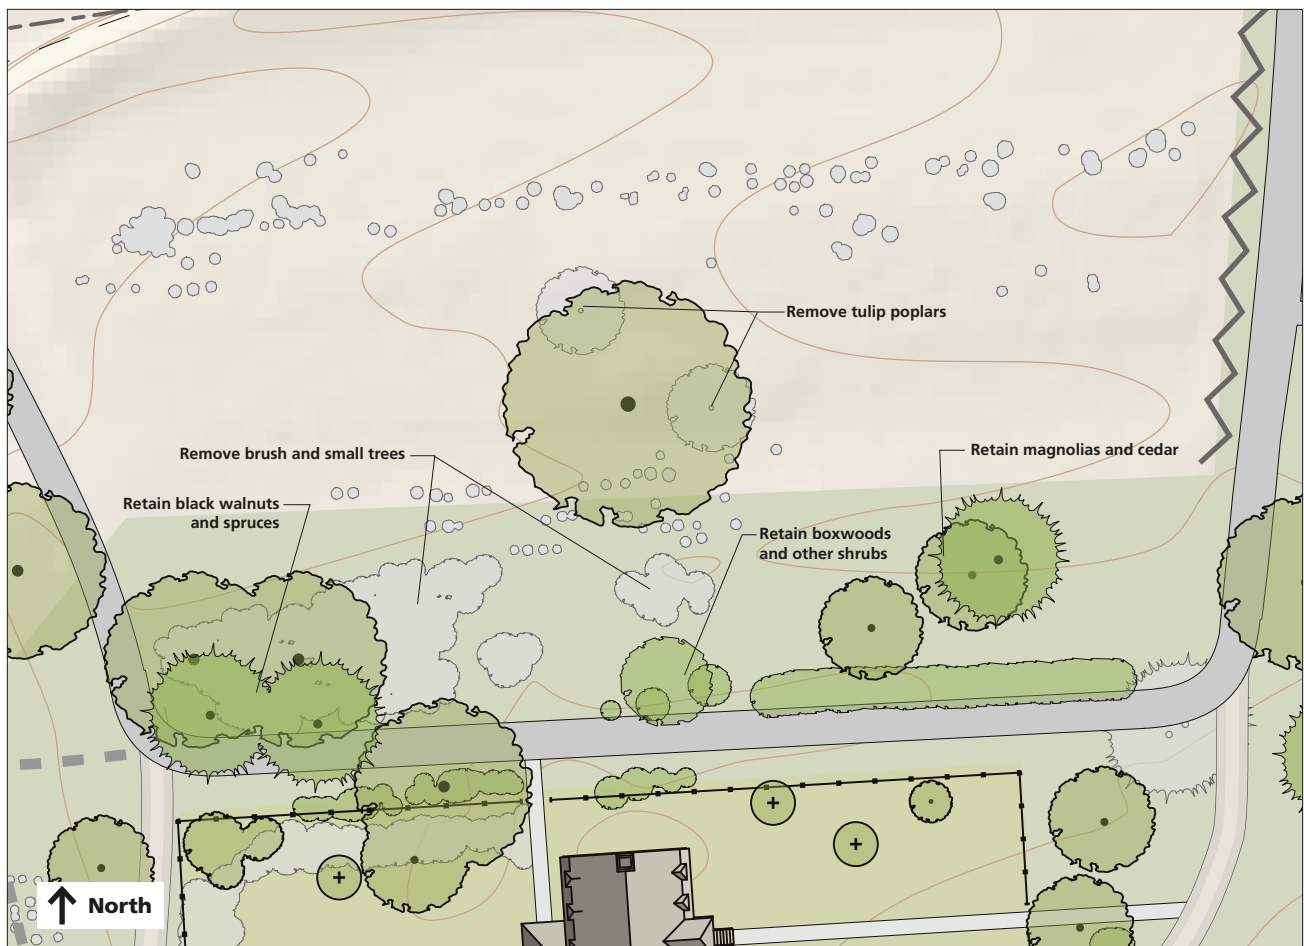 Remove tulip poplars
Remove brush and small trees
Retain magnolias and cedar
Retain black walnuts
and spruces
Retain boxwoods
and other shrubs
North